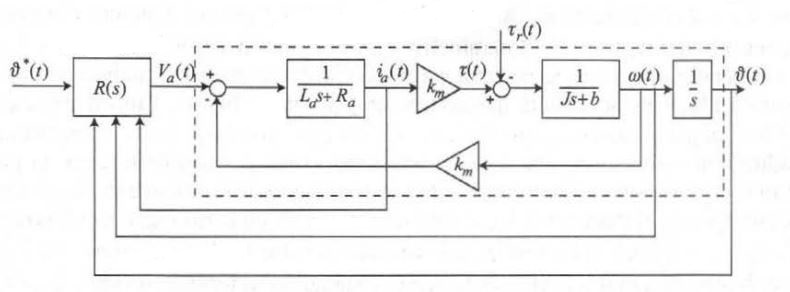 τr(t)
ϑ*(t) R(s) Va(t) + 1/(Las+Ra) ia(t) km τ(t) + - 1/(Js+b) ω(t) 1/s ϑ(t)
km